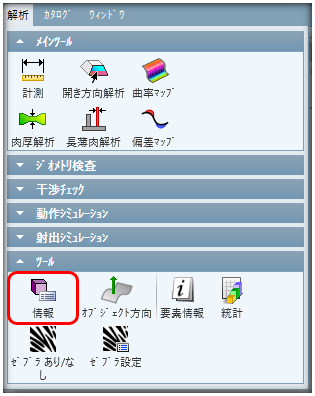 解析 ｶﾀﾛｸﾞ ｳｨﾝﾄﾞｳ
ﾒｲﾝﾂｰﾙ
計測 開き方向解析 曲率ﾏｯﾌﾟ
肉厚解析 長薄肉解析 偏差ﾏｯﾌﾟ
ｼﾞｵﾒﾄﾘ検査
干渉ﾁｪｯｸ
動作ｼﾐｭﾚｰｼｮﾝ
射出ｼﾐｭﾚｰｼｮﾝ
ﾂｰﾙ
情報 ｵﾌﾞｼﾞｪｸﾄ方向 要素情報 統計
ｾﾞﾌﾞﾗ あり/な
し
ｾﾞﾌﾞﾗ設定